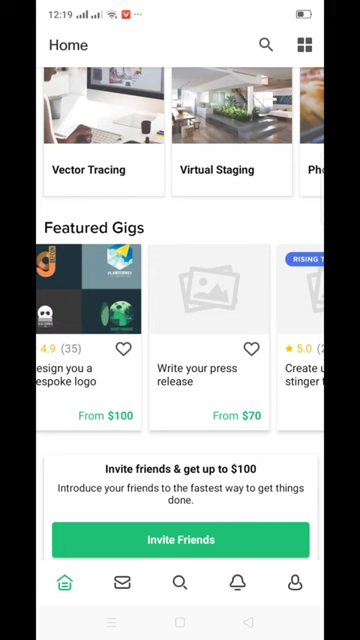 12:19
Home
Vector Tracing
Virtual Staging
Ph
Featured Gigs
RISING T
4.9 (35)
5.0 (2
esign you a
espoke logo
Write your press
release
Create u
stinger t
From $100
From $70
Invite friends & get up to $100
Introduce your friends to the fastest way to get things
done.
Invite Friends